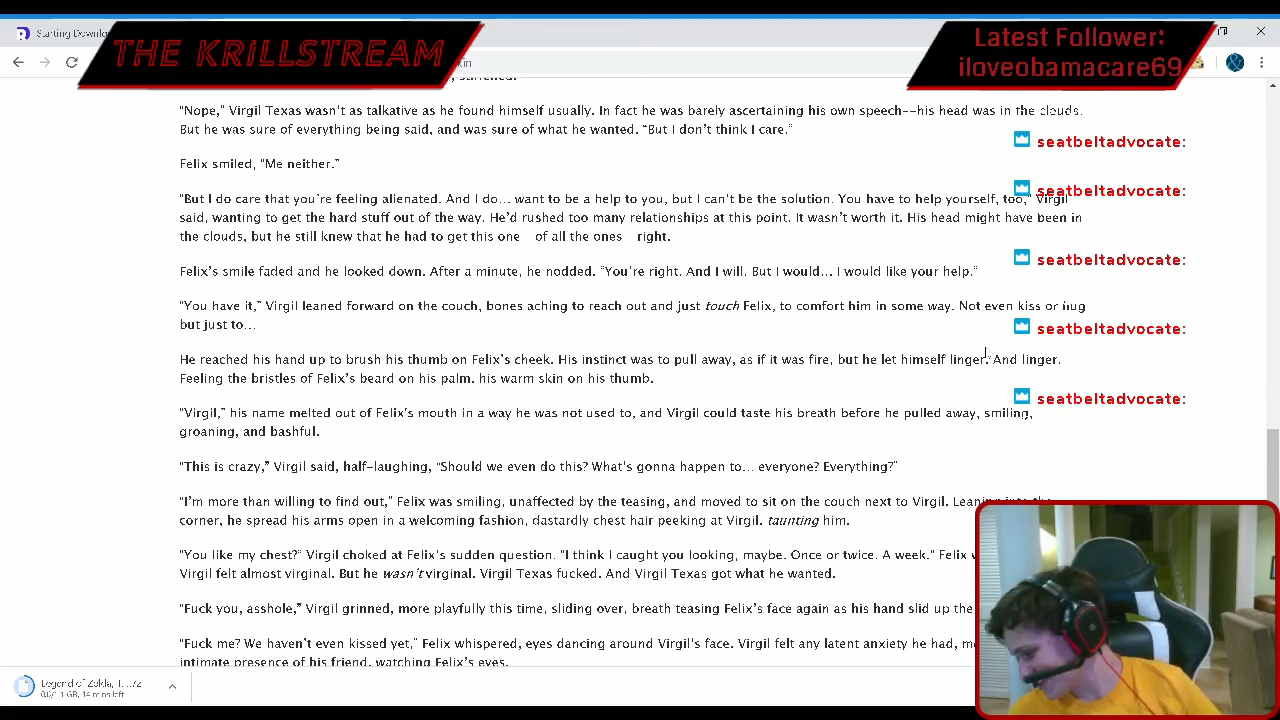 Starting Downlo
THE KRILLSTREAM
Latest Follower:
iloveobamacare69
"Nope," Virgil Texas wasn't as talkative as he found himself usually. In fact he was barely ascertaining his own speech--his head was in the clouds.
But he was sure of everything being said, and was sure of what he wanted. "But I don't think I care."
seatbeltadvocate:
Felix smiled, "Me neither."
seatbeltadvocate:
"But I do care that you're feeling alienated. And I do... want to be a help to you, but I can't be the solution. You have to help yourself, too," Virgil
said, wanting to get the hard stuff out of the way. He'd rushed too many relationships at this point. It wasn't worth it. His head might have been in
the clouds, but he still knew that he had to get this one of all the ones right.
seatbeltadvocate:
Felix's smile faded and he looked down. After a minute, he nodded. "You're right. And I will. But I would... I would like your help."
"You have it," Virgil leaned forward on the couch, bones aching to reach out and just touch Felix, to comfort him in some way. Not even kiss or hug
but just to...
seatbeltadvocate:
He reached his hand up to brush his thumb on Felix's cheek. His instinct was to pull away, as if it was fire, but he let himself linger. And linger.
Feeling the bristles of Felix's beard on his palm. his warm skin on his thumb.
seatbeltadvocate:
"Virgil," his name melted out of Felix's mouth in a way he was not used to, and Virgil could taste his breath before he pulled away, smiling,
groaning, and bashful.
"This is crazy," Virgil said, half-laughing, "Should we even do this? What's gonna happen to... everyone? Everything?"
"I'm more than willing to find out," Felix was smiling, unaffected by the teasing, and moved to sit on the couch next to Virgil. Leaning into the
corner, he spread his arms open in a welcoming fashion, dastardly chest hair peeking at Virgil. taunting him.
"You like my chest," Virgil choked at Felix's sudden question "I think I caught you looking, maybe. Once or twice. A week." Felix
Virgil felt almost virginal. But he wasn't virginal. Virgil Texas And Virgil Texas what he wanted.
"Fuck you, asshole," Virgil grinned, more playfully this time, sliding over, breath teasing Felix's face again as his hand slid up the
"Fuck me? We haven't even kissed yet," Felix whispered, eyes dancing around Virgil's face. Virgil felt any latent anxiety he had,
intimate presence of his friend, watching Felix's eyes.
Legend of Zelda
14 mins left